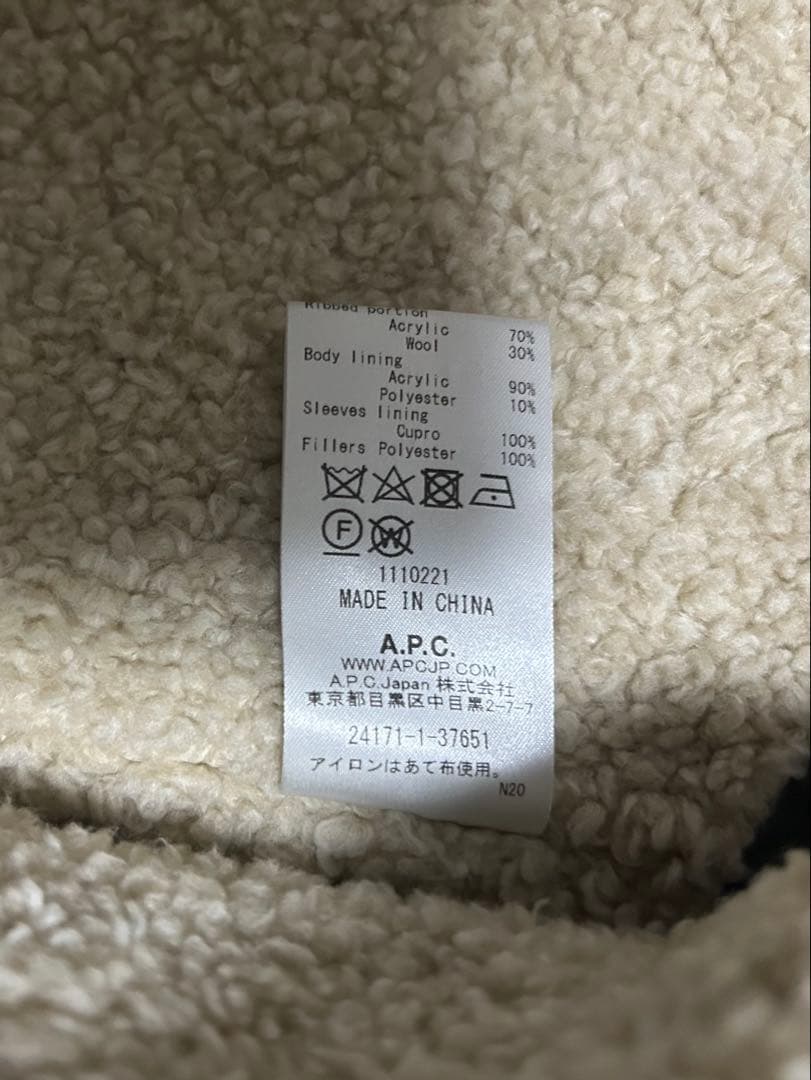 Ribbed portion
Acrylic 70%
Wool 30%
Body lining
Acrylic 90%
Polyester 10%
Sleeves lining
Cupro 100%
Fillers Polyester 100%
F W
1110221
MADE IN CHINA
A.P.C.
WWW.APCJP.COM
A.P.C.Japan 株式会社
東京都目黒区中目黒2-7-7
24171-1-37651
アイロンはあて布使用。
N20